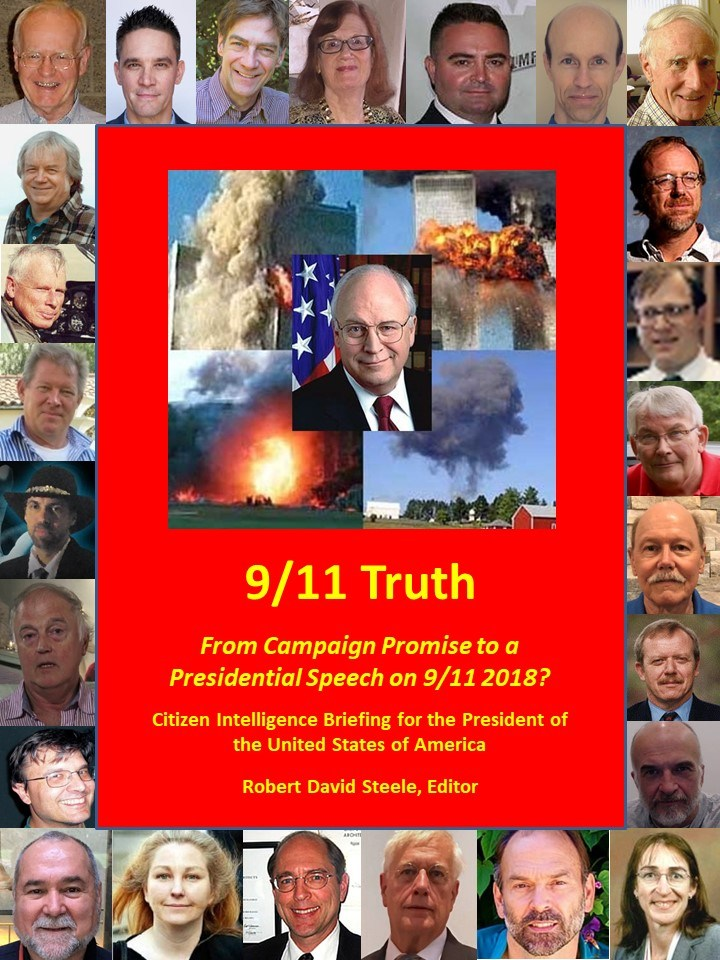 9/11 Truth
From Campaign Promise to a
Presidential Speech on 9/11 2018?
Citizen Intelligence Briefing for the President of
the United States of America
Robert David Steele, Editor